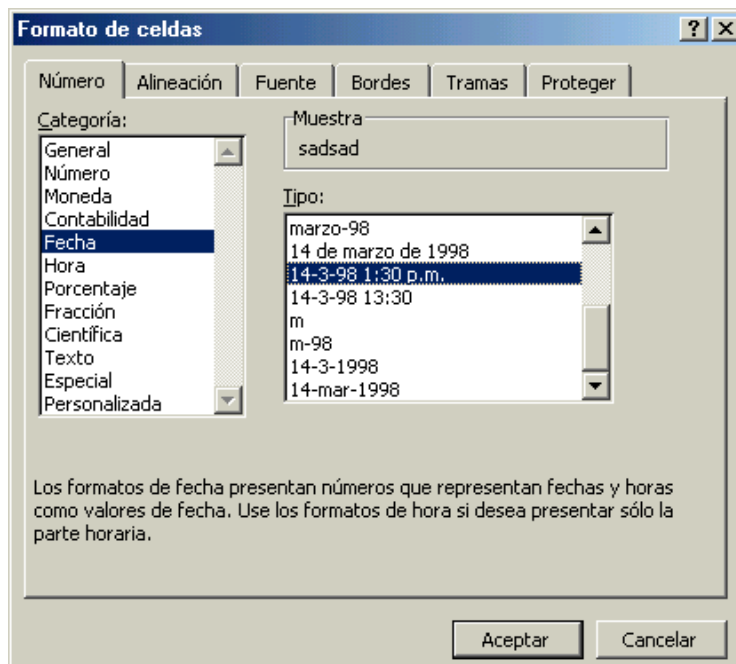 Formato de celdas
Número Alineación Fuente Bordes Tramas Proteger
Categoría:
General
Número
Moneda
Contabilidad
Fecha
Hora
Porcentaje
Fracción
Científica
Texto
Especial
Personalizada
Muestra
sadsad
Tipo:
marzo-98
14 de marzo de 1998
14-3-98 1:30 p.m.
14-3-98 13:30
m
m-98
14-3-1998
14-mar-1998
Los formatos de fecha presentan números que representan fechas y horas
como valores de fecha. Use los formatos de hora si desea presentar sólo la
parte horaria.
Aceptar Cancelar